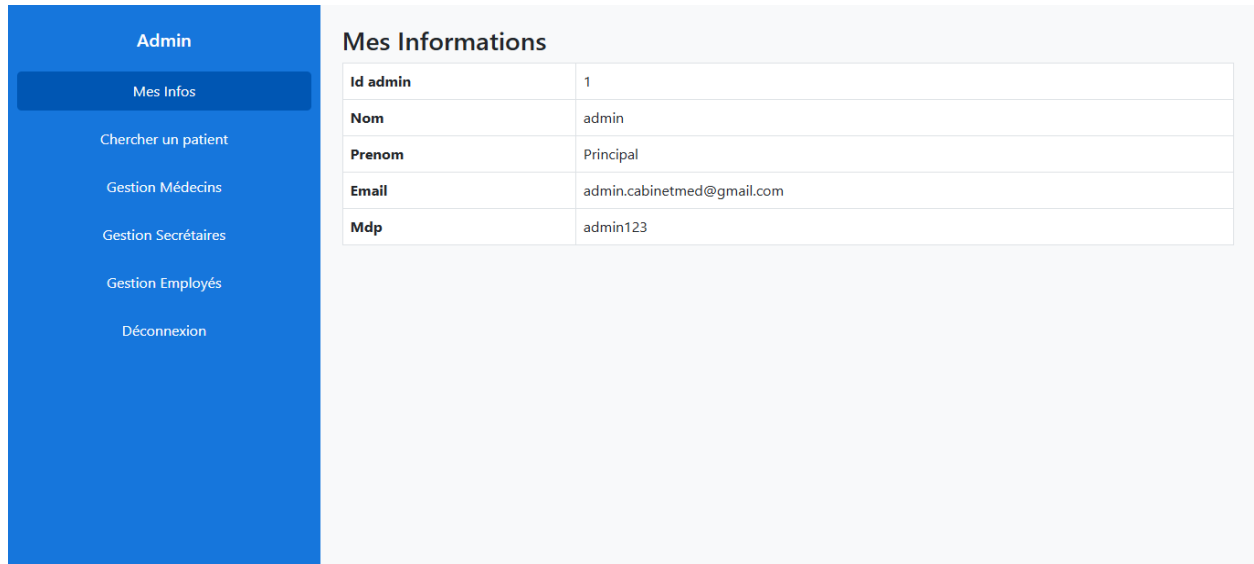 Admin
Mes Infos
Chercher un patient
Gestion Médecins
Gestion Secrétaires
Gestion Employés
Déconnexion
Mes Informations
Id admin 1
Nom admin
Prenom Principal
Email admin.cabinetmed@gmail.com
Mdp admin123